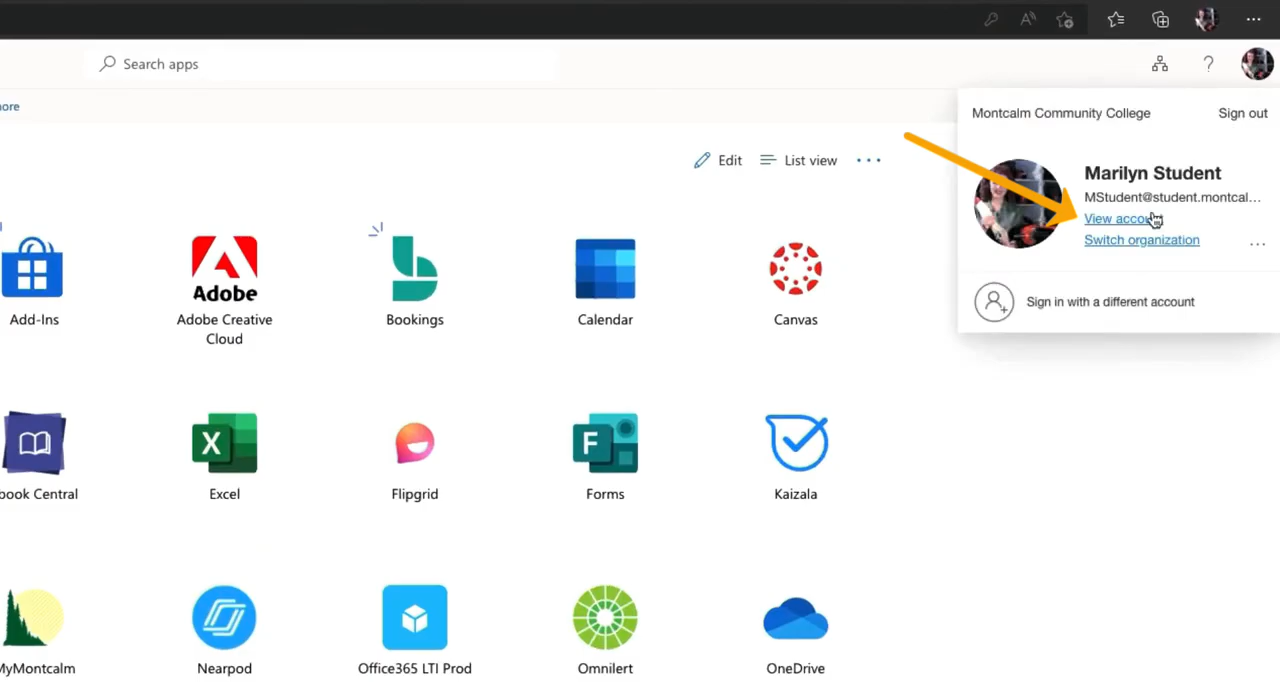 Search apps
ore
Montcalm Community College
Sign out
Edit
List view
Marilyn Student
MStudent@student.montcal...
View accou
Switch organization
Sign in with a different account
Adobe
Add-Ins
Adobe Creative
Cloud
Bookings
Calendar
Canvas
X
F
book Central
Excel
Flipgrid
Forms
Kaizala
MyMontcalm
Nearpod
Office365 LTI Prod
Omnilert
OneDrive